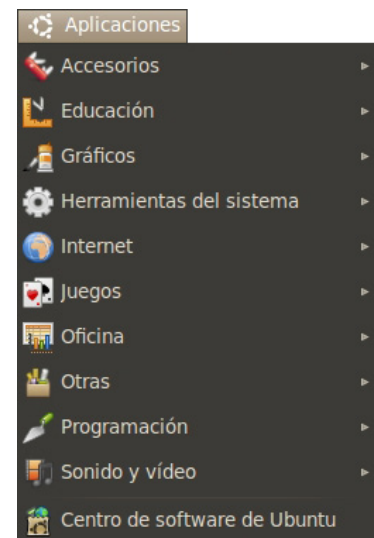 Aplicaciones
Accesorios
Educación
Gráficos
Herramientas del sistema
Internet
Juegos
Oficina
Otras
Programación
Sonido y vídeo
Centro de software de Ubuntu